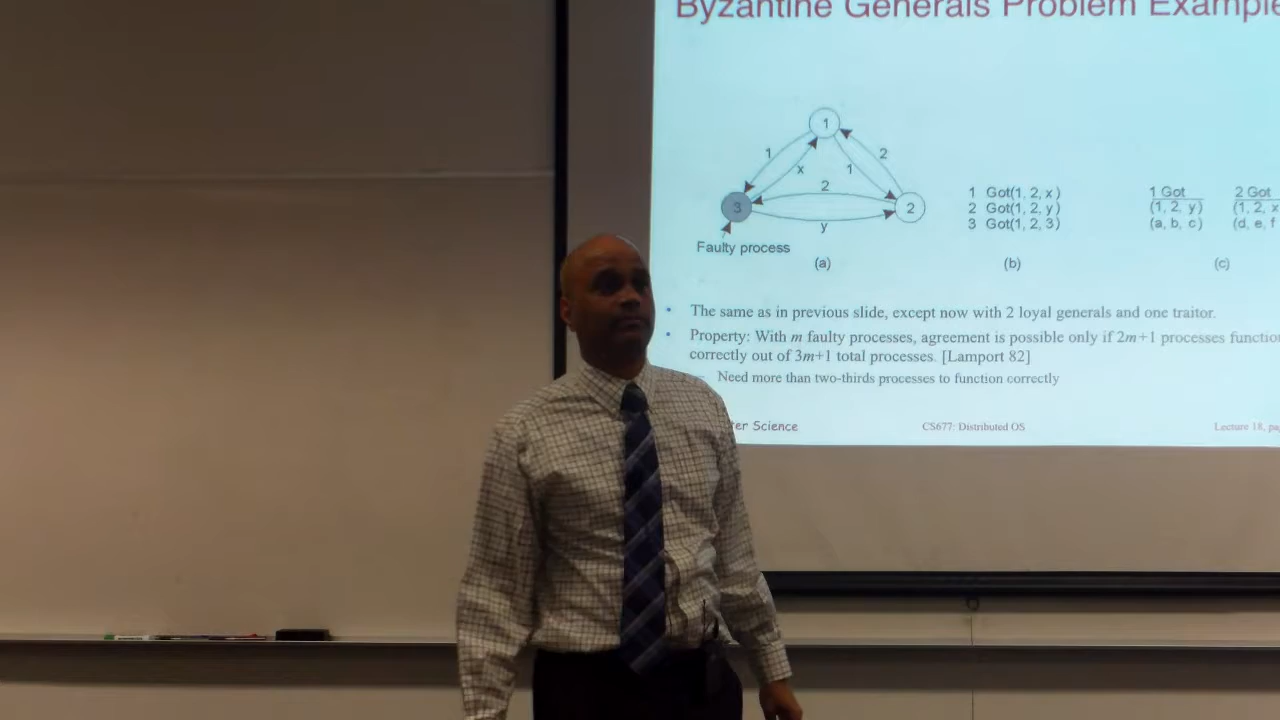 Byzantine Generals Problem Example
1
1
x
1
2
2
3
2
y
Faulty process
(a)
1 Got(1, 2, x)
2 Got(1, 2, y)
3 Got(1, 2, 3)
(b)
1 Got 2 Got
(1, 2, y) (1, 2, x
(a, b, c) (d, e, f
(c)
• The same as in previous slide, except now with 2 loyal generals and one traitor.
• Property: With m faulty processes, agreement is possible only if 2m+1 processes function
correctly out of 3m+1 total processes. [Lamport 82]
– Need more than two-thirds processes to function correctly
ter Science CS677: Distributed OS Lecture 18, pa